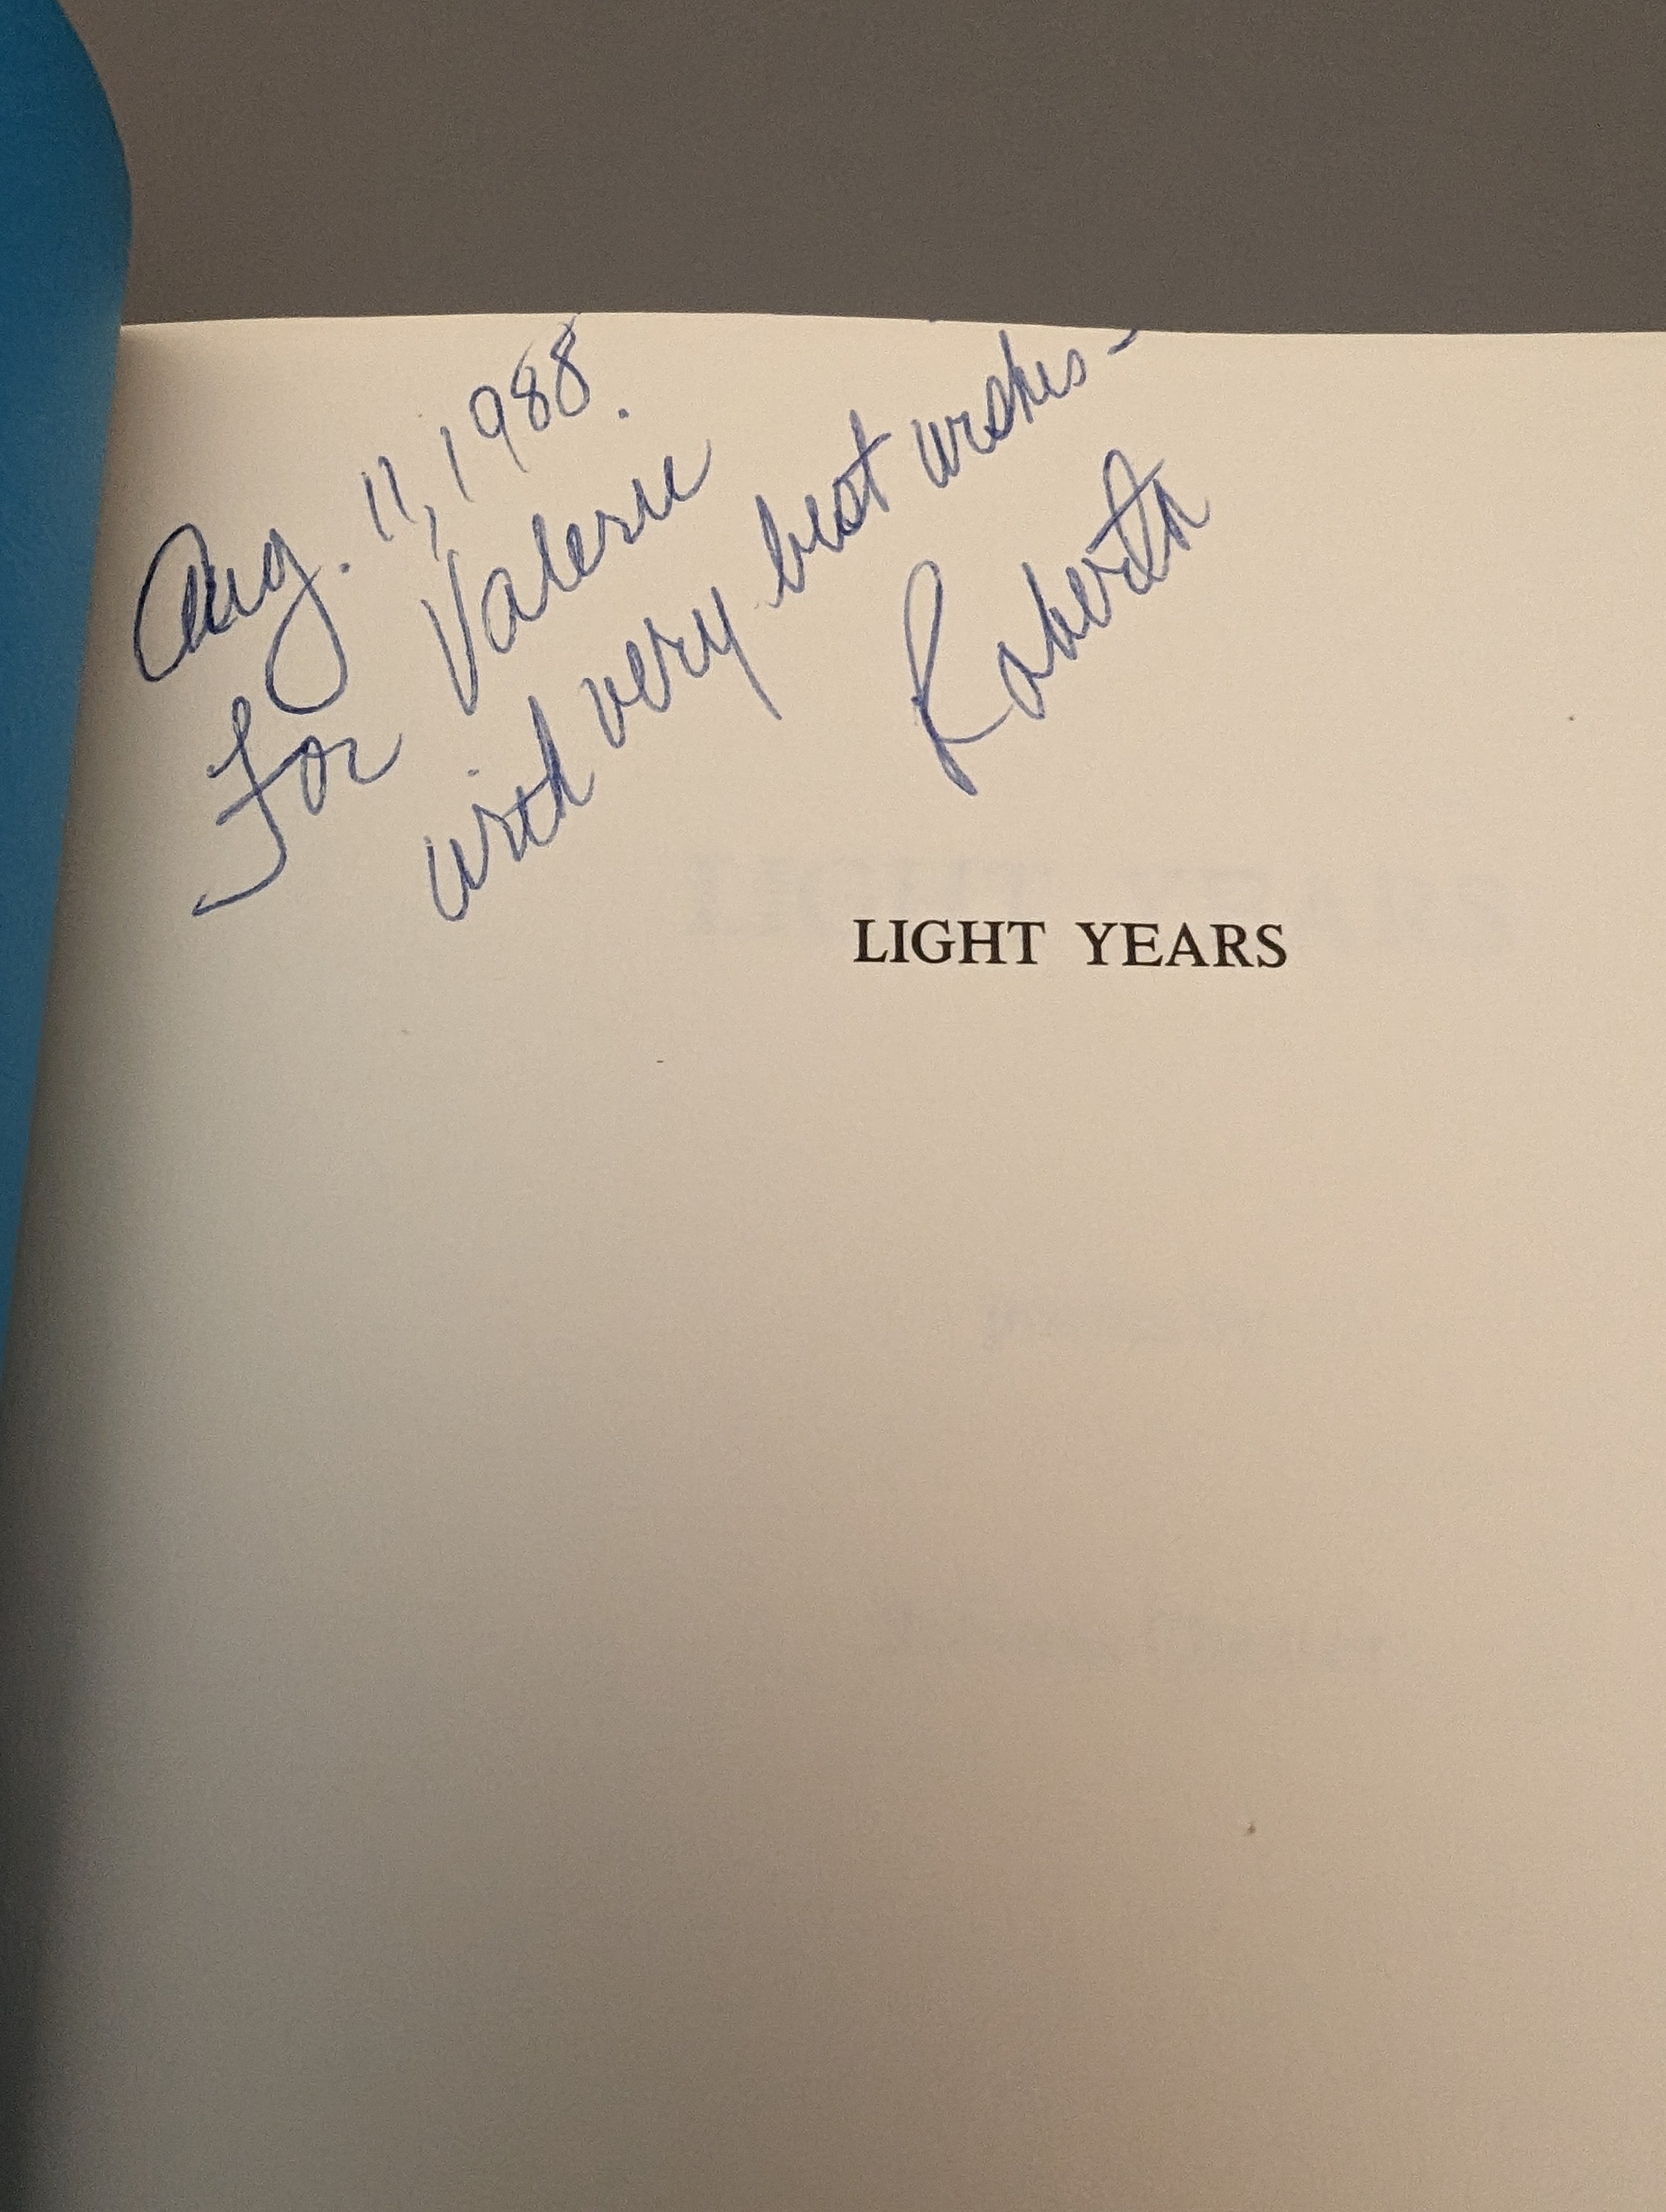 Aug. 11, 1988.
For Valerie
with very best wishes-
Roberta
LIGHT YEARS